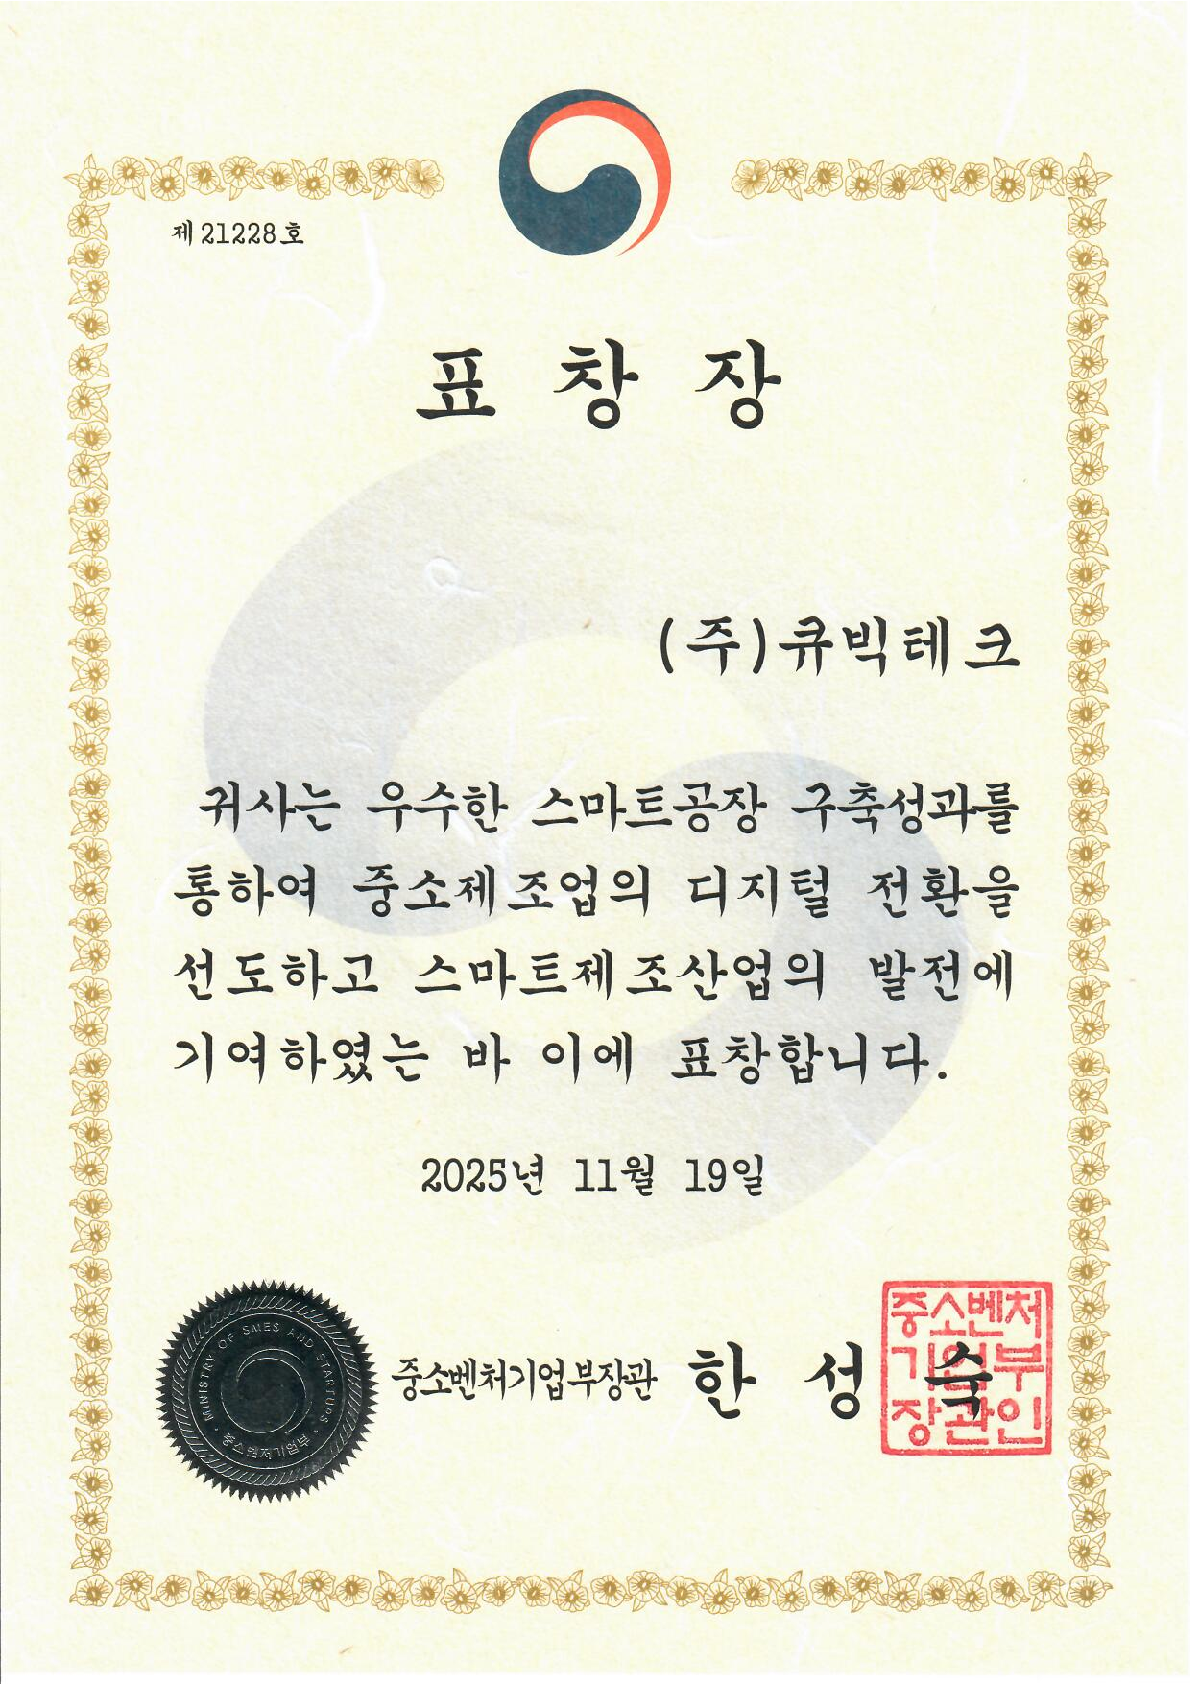 제 21228 호
표 창 장
(주)큐빅테크
귀사는 우수한 스마트공장 구축성과를
통하여 중소제조업의 디지털 전환을
선도하고 스마트제조산업의 발전에
기여하였는 바 이에 표창합니다.
2025년 11월 19일
중소벤처기업부장관 한 성 숙
중소벤처
기업부
장관인
MINISTRY OF SMES AND STARTUPS
중소벤처기업부